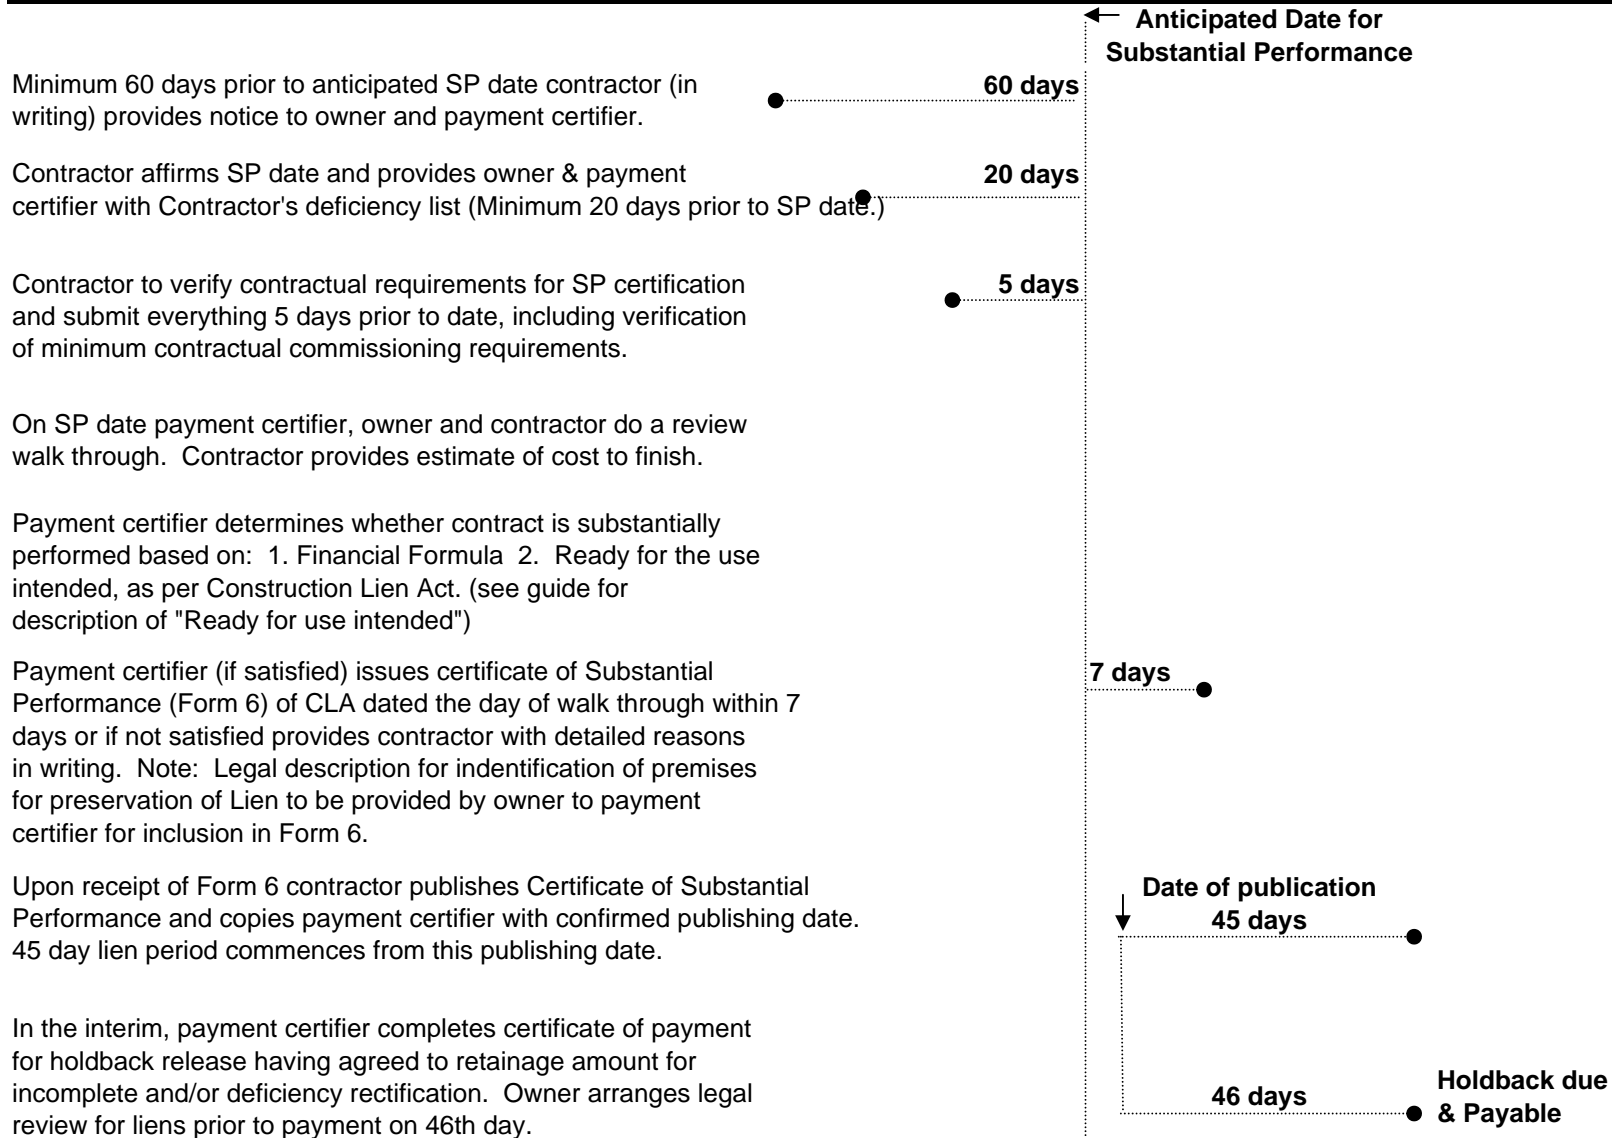 Anticipated Date for
Substantial Performance
Minimum 60 days prior to anticipated SP date contractor (in
writing) provides notice to owner and payment certifier.
60 days
Contractor affirms SP date and provides owner & payment
certifier with Contractor's deficiency list (Minimum 20 days prior to SP date.)
20 days
Contractor to verify contractual requirements for SP certification
and submit everything 5 days prior to date, including verification
of minimum contractual commissioning requirements.
5 days
On SP date payment certifier, owner and contractor do a review
walk through.  Contractor provides estimate of cost to finish.
Payment certifier determines whether contract is substantially
performed based on:  1. Financial Formula  2.  Ready for the use
intended, as per Construction Lien Act. (see guide for
description of "Ready for use intended")
Payment certifier (if satisfied) issues certificate of Substantial
Performance (Form 6) of CLA dated the day of walk through within 7
days or if not satisfied provides contractor with detailed reasons
in writing.  Note:  Legal description for indentification of premises
for preservation of Lien to be provided by owner to payment
certifier for inclusion in Form 6.
7 days
Upon receipt of Form 6 contractor publishes Certificate of Substantial
Performance and copies payment certifier with confirmed publishing date.
45 day lien period commences from this publishing date.
Date of publication
45 days
In the interim, payment certifier completes certificate of payment
for holdback release having agreed to retainage amount for
incomplete and/or deficiency rectification.  Owner arranges legal
review for liens prior to payment on 46th day.
46 days
Holdback due
& Payable